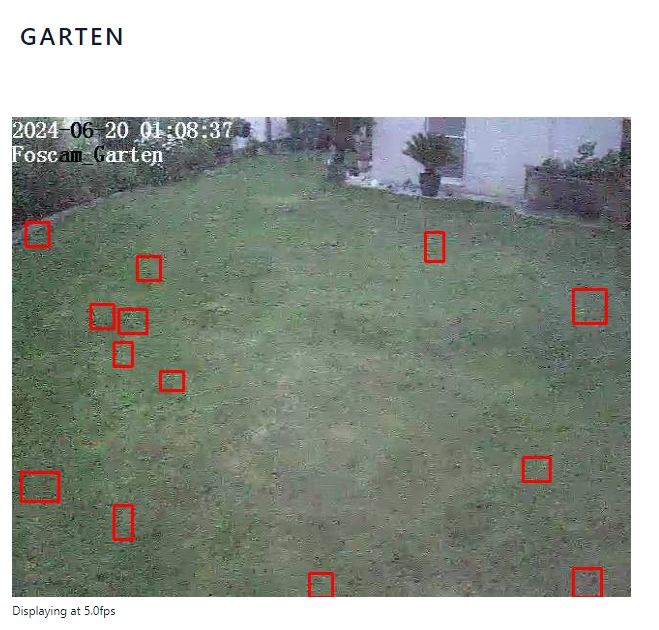 GARTEN
2024-06-20 01:08:37
Foscam_Garten
Displaying at 5.0fps